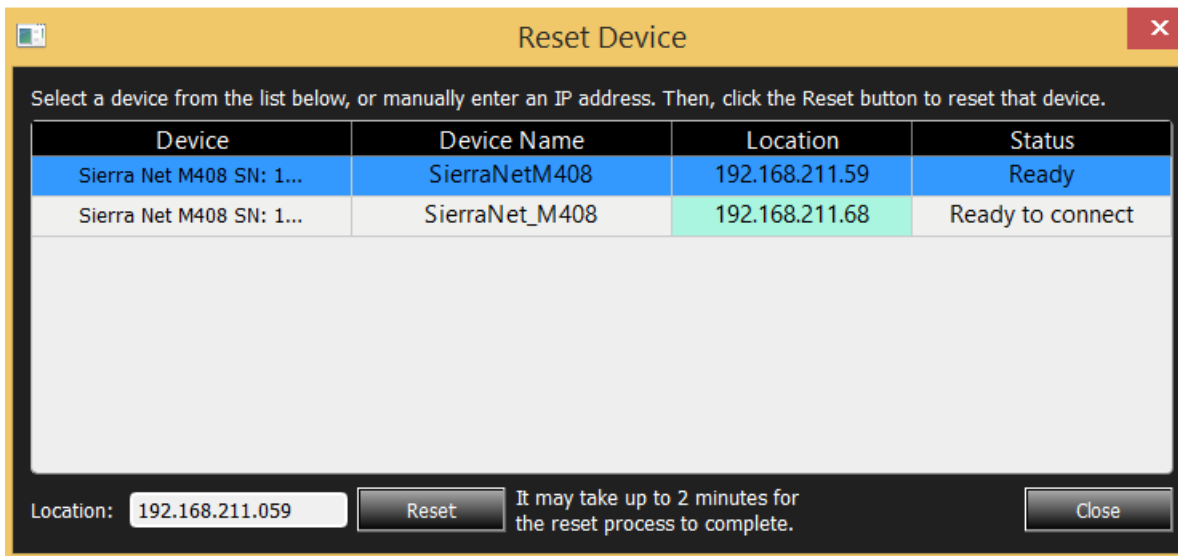 Reset Device
Select a device from the list below, or manually enter an IP address. Then, click the Reset button to reset that device.
Device Device Name Location Status
Sierra Net M408 SN: 1... SierraNetM408 192.168.211.59 Ready
Sierra Net M408 SN: 1... SierraNet_M408 192.168.211.68 Ready to connect
Location: 192.168.211.059 Reset It may take up to 2 minutes for
the reset process to complete. Close